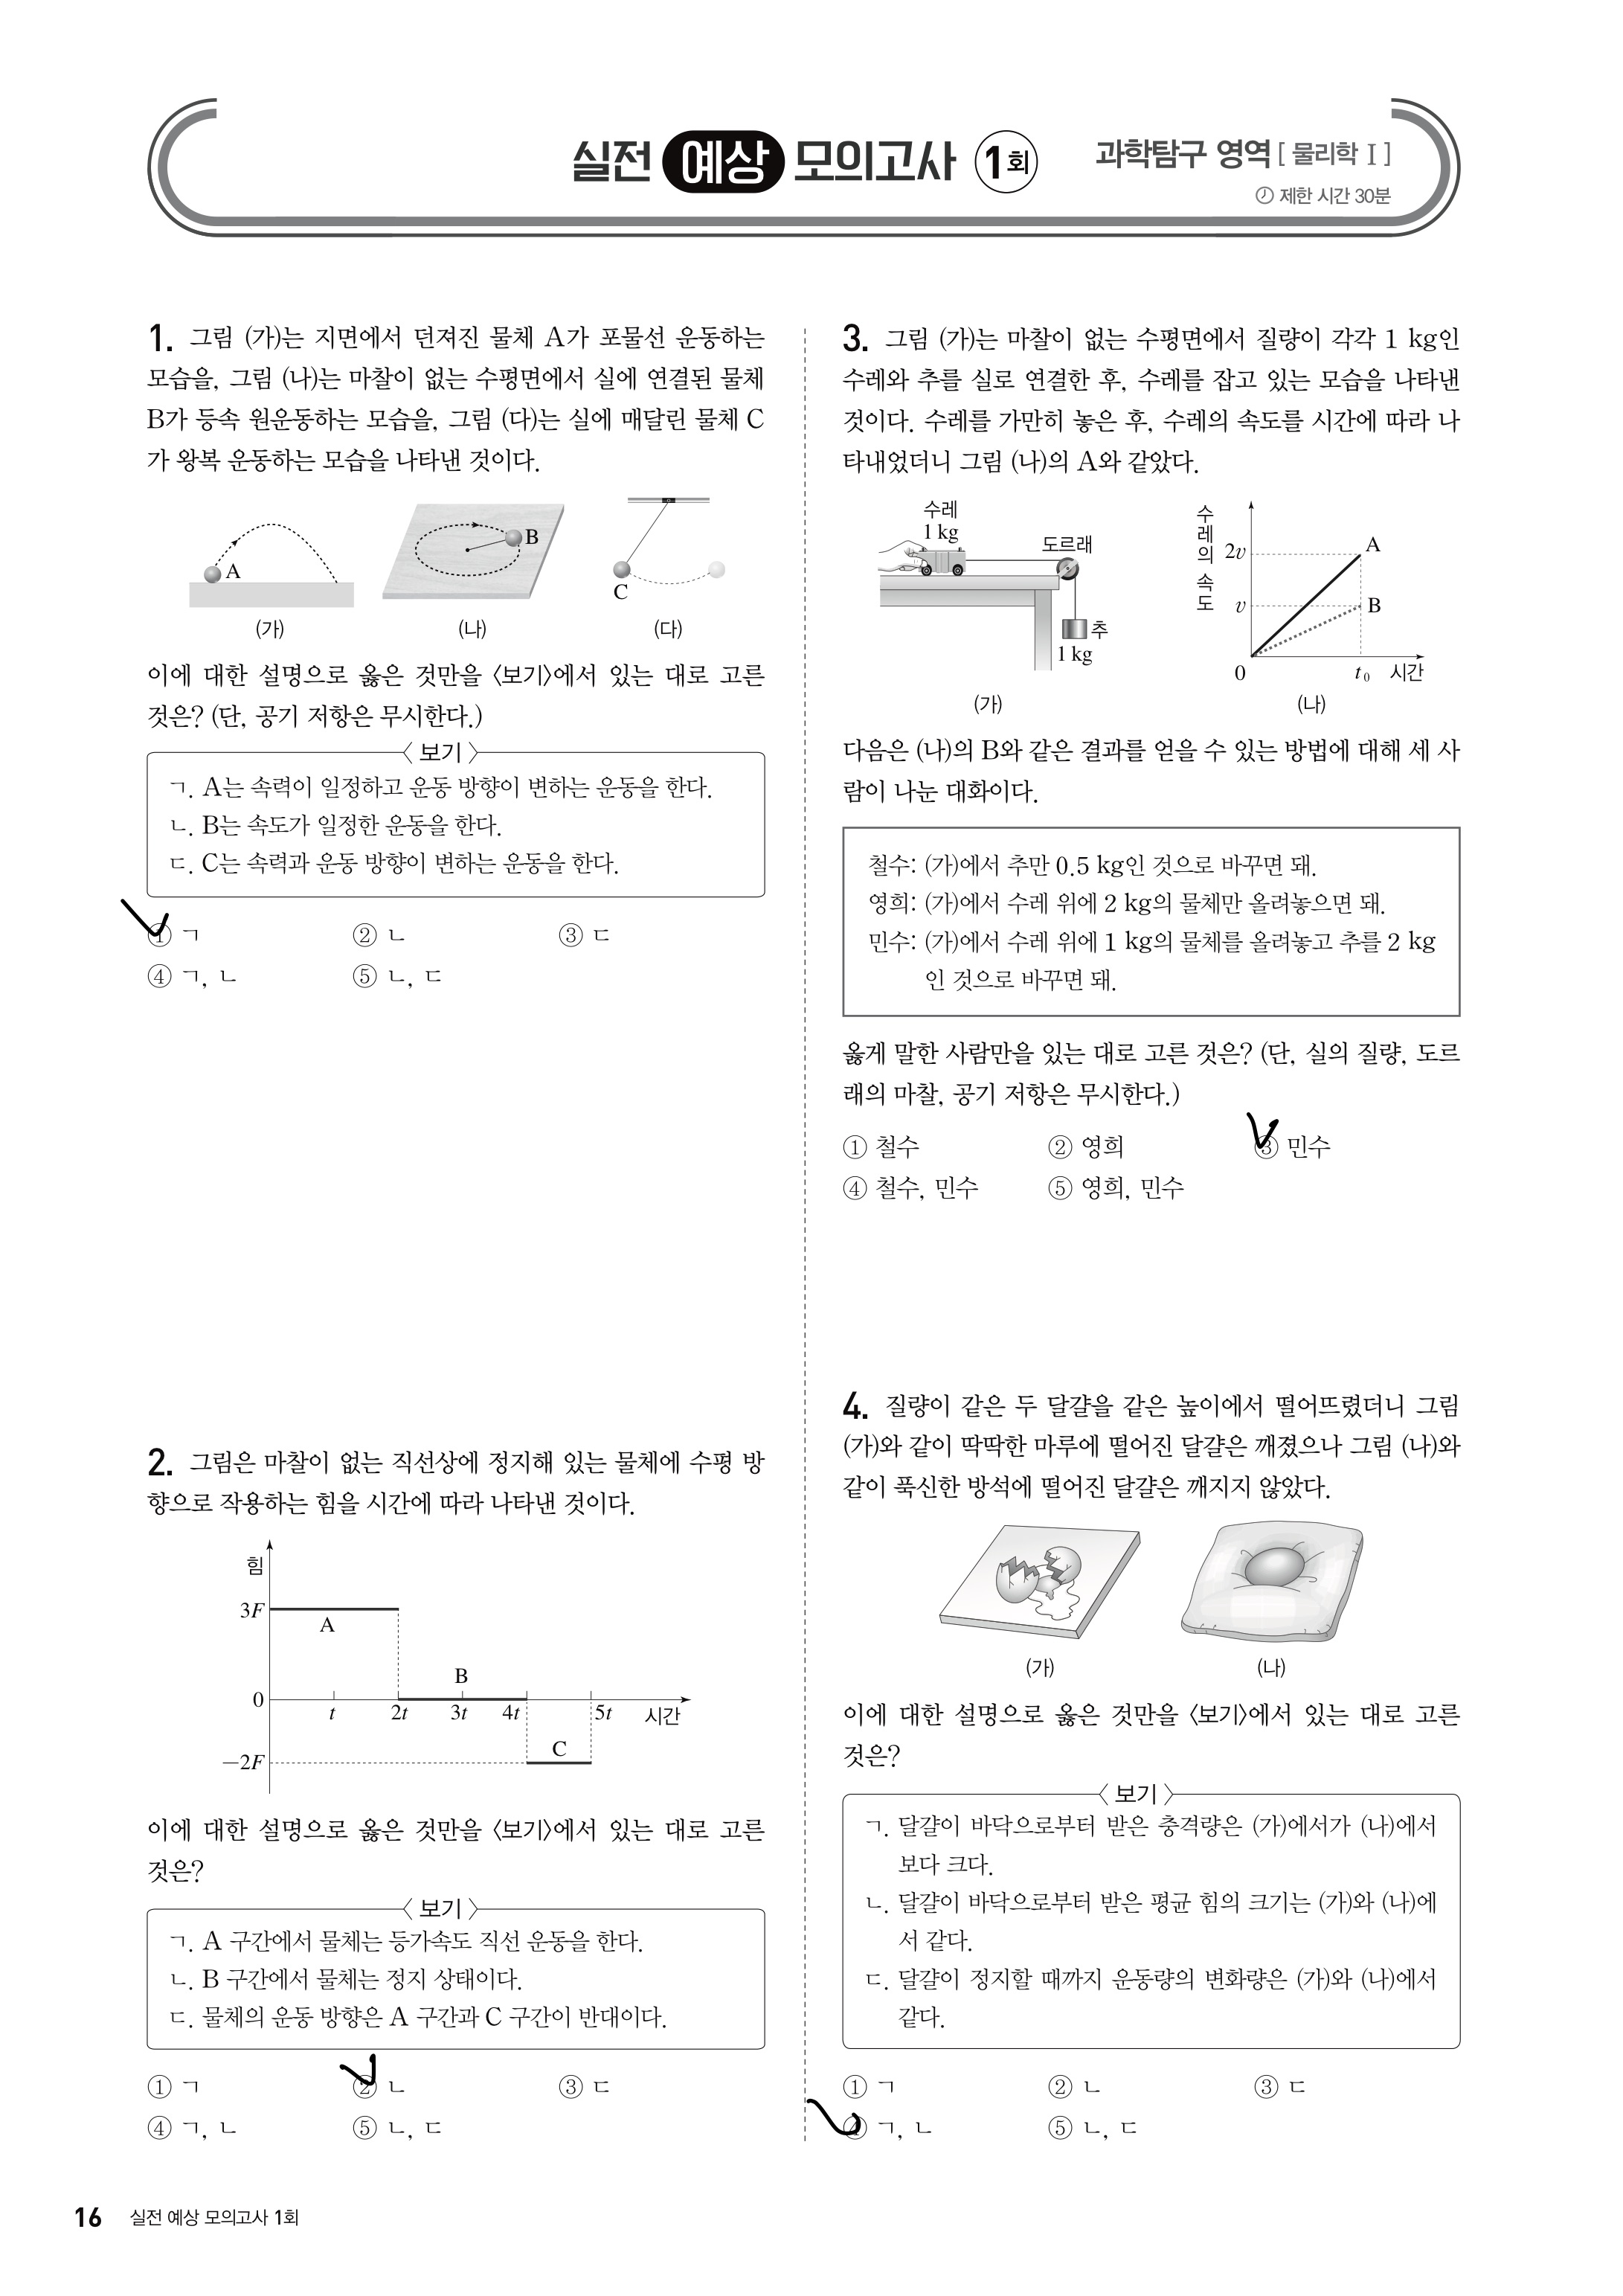 실전 예상 모의고사 1회
과학탐구 영역 [ 물리학 Ⅰ ]
제한 시간 30분
1. 그림 (가)는 지면에서 던져진 물체 A가 포물선 운동하는
모습을, 그림 (나)는 마찰이 없는 수평면에서 실에 연결된 물체
B가 등속 원운동하는 모습을, 그림 (다)는 실에 매달린 물체 C
가 왕복 운동하는 모습을 나타낸 것이다.
A
B
C
(가) (나) (다)
이에 대한 설명으로 옳은 것만을 〈보기〉에서 있는 대로 고른
것은? (단, 공기 저항은 무시한다.)
〈 보기 〉
ㄱ. A는 속력이 일정하고 운동 방향이 변하는 운동을 한다.
ㄴ. B는 속도가 일정한 운동을 한다.
ㄷ. C는 속력과 운동 방향이 변하는 운동을 한다.
① ㄱ ② ㄴ ③ ㄷ
④ ㄱ, ㄴ ⑤ ㄴ, ㄷ
2. 그림은 마찰이 없는 직선상에 정지해 있는 물체에 수평 방
향으로 작용하는 힘을 시간에 따라 나타낸 것이다.
힘
3F
A
B
0
t 2t 3t 4t 5t 시간
C
−2F
이에 대한 설명으로 옳은 것만을 〈보기〉에서 있는 대로 고른
것은?
〈 보기 〉
ㄱ. A 구간에서 물체는 등가속도 직선 운동을 한다.
ㄴ. B 구간에서 물체는 정지 상태이다.
ㄷ. 물체의 운동 방향은 A 구간과 C 구간이 반대이다.
① ㄱ ② ㄴ ③ ㄷ
④ ㄱ, ㄴ ⑤ ㄴ, ㄷ
3. 그림 (가)는 마찰이 없는 수평면에서 질량이 각각 1 kg인
수레와 추를 실로 연결한 후, 수레를 잡고 있는 모습을 나타낸
것이다. 수레를 가만히 놓은 후, 수레의 속도를 시간에 따라 나
타내었더니 그림 (나)의 A와 같았다.
수레
1 kg
도르래
추
1 kg
(가)
수레의 속도
2v
v
0
A
B
t₀ 시간
(나)
다음은 (나)의 B와 같은 결과를 얻을 수 있는 방법에 대해 세 사
람이 나눈 대화이다.
철수: (가)에서 추만 0.5 kg인 것으로 바꾸면 돼.
영희: (가)에서 수레 위에 2 kg의 물체만 올려놓으면 돼.
민수: (가)에서 수레 위에 1 kg의 물체를 올려놓고 추를 2 kg
인 것으로 바꾸면 돼.
옳게 말한 사람만을 있는 대로 고른 것은? (단, 실의 질량, 도르
래의 마찰, 공기 저항은 무시한다.)
① 철수 ② 영희 ③ 민수
④ 철수, 민수 ⑤ 영희, 민수
4. 질량이 같은 두 달걀을 같은 높이에서 떨어뜨렸더니 그림
(가)와 같이 딱딱한 마루에 떨어진 달걀은 깨졌으나 그림 (나)와
같이 푹신한 방석에 떨어진 달걀은 깨지지 않았다.
(가) (나)
이에 대한 설명으로 옳은 것만을 〈보기〉에서 있는 대로 고른
것은?
〈 보기 〉
ㄱ. 달걀이 바닥으로부터 받은 충격량은 (가)에서가 (나)에서
보다 크다.
ㄴ. 달걀이 바닥으로부터 받은 평균 힘의 크기는 (가)와 (나)에
서 같다.
ㄷ. 달걀이 정지할 때까지 운동량의 변화량은 (가)와 (나)에서
같다.
① ㄱ ② ㄴ ③ ㄷ
④ ㄱ, ㄴ ⑤ ㄴ, ㄷ
16 실전 예상 모의고사 1회